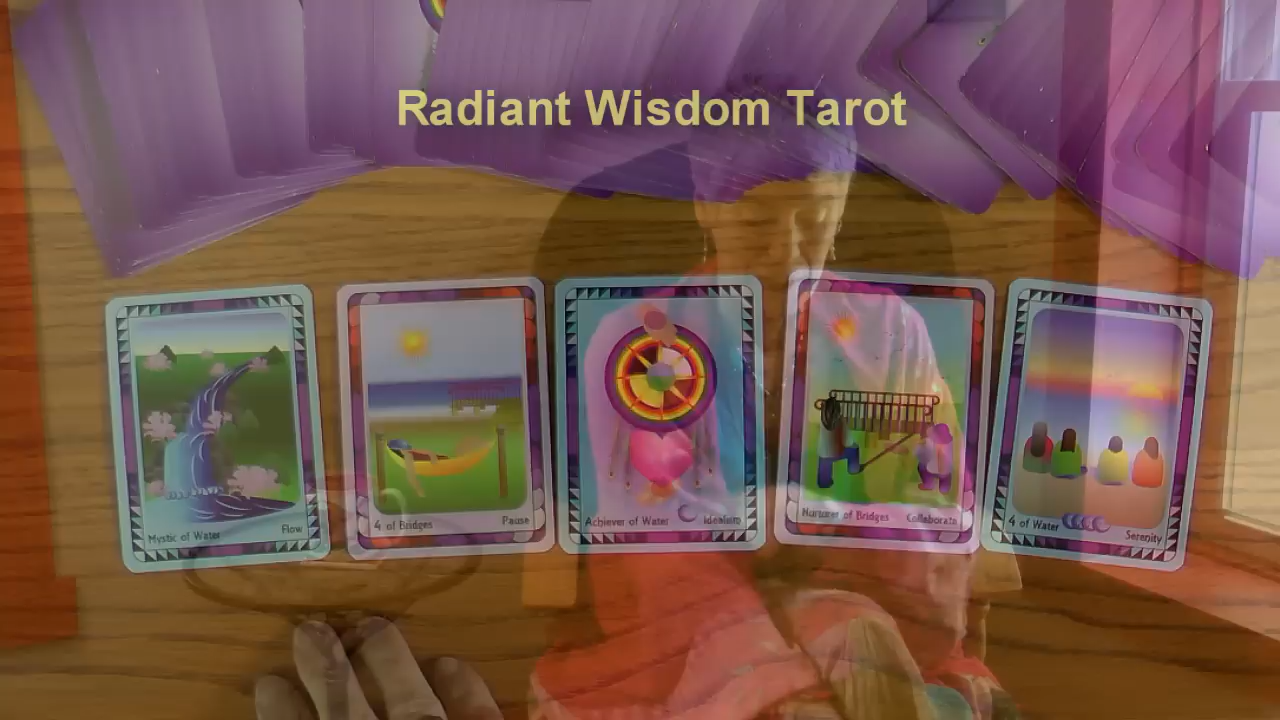 Radiant Wisdom Tarot
Mystic of Water
Flow
4 of Bridges
Pause
Achiever of Water
Idealism
Nurturer of Bridges
Collaborate
4 of Water
Serenity